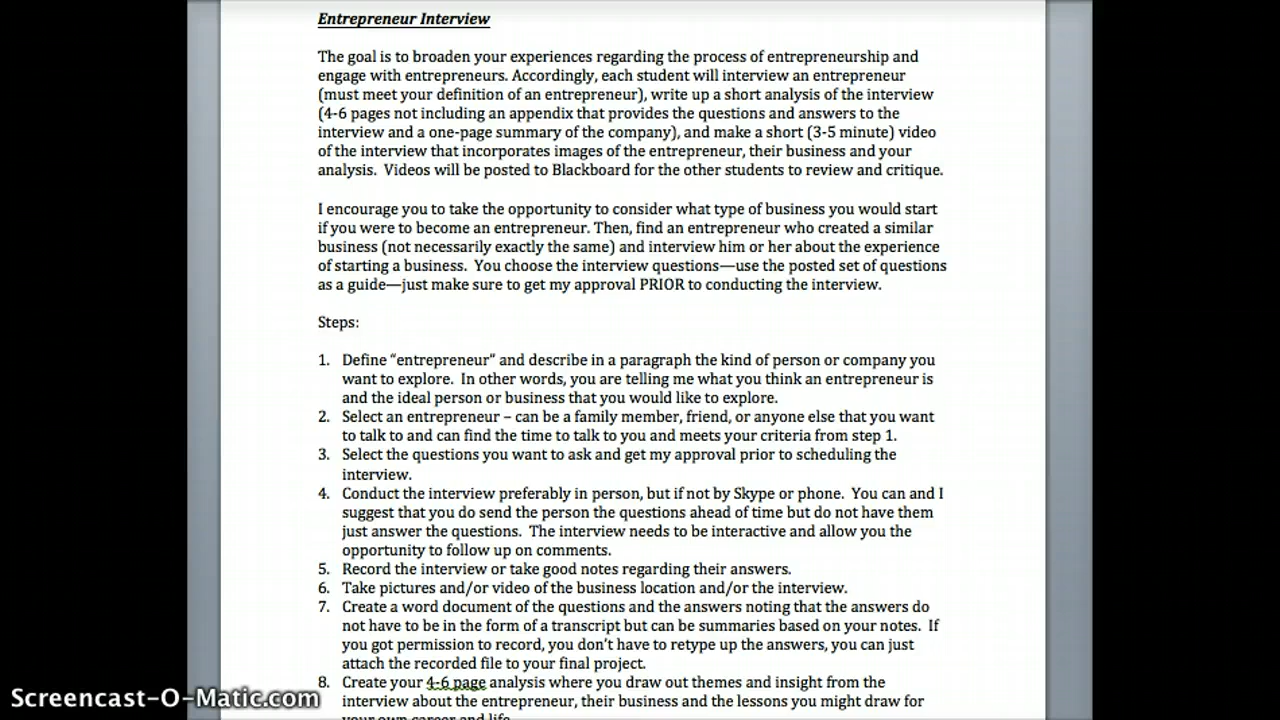 Entrepreneur Interview
The goal is to broaden your experiences regarding the process of entrepreneurship and
engage with entrepreneurs. Accordingly, each student will interview an entrepreneur
(must meet your definition of an entrepreneur), write up a short analysis of the interview
(4-6 pages not including an appendix that provides the questions and answers to the
interview and a one-page summary of the company), and make a short (3-5 minute) video
of the interview that incorporates images of the entrepreneur, their business and your
analysis.  Videos will be posted to Blackboard for the other students to review and critique.
I encourage you to take the opportunity to consider what type of business you would start
if you were to become an entrepreneur. Then, find an entrepreneur who created a similar
business (not necessarily exactly the same) and interview him or her about the experience
of starting a business.  You choose the interview questions—use the posted set of questions
as a guide—just make sure to get my approval PRIOR to conducting the interview.
Steps:
1. Define “entrepreneur” and describe in a paragraph the kind of person or company you
want to explore.  In other words, you are telling me what you think an entrepreneur is
and the ideal person or business that you would like to explore.
2. Select an entrepreneur – can be a family member, friend, or anyone else that you want
to talk to and can find the time to talk to you and meets your criteria from step 1.
3. Select the questions you want to ask and get my approval prior to scheduling the
interview.
4. Conduct the interview preferably in person, but if not by Skype or phone.  You can and I
suggest that you do send the person the questions ahead of time but do not have them
just answer the questions.  The interview needs to be interactive and allow you the
opportunity to follow up on comments.
5. Record the interview or take good notes regarding their answers.
6. Take pictures and/or video of the business location and/or the interview.
7. Create a word document of the questions and the answers noting that the answers do
not have to be in the form of a transcript but can be summaries based on your notes.  If
you got permission to record, you don’t have to retype up the answers, you can just
attach the recorded file to your final project.
8. Create your 4-6 page analysis where you draw out themes and insight from the
interview about the entrepreneur, their business and the lessons you might draw for
your own career and life
Screencast-O-Matic.com